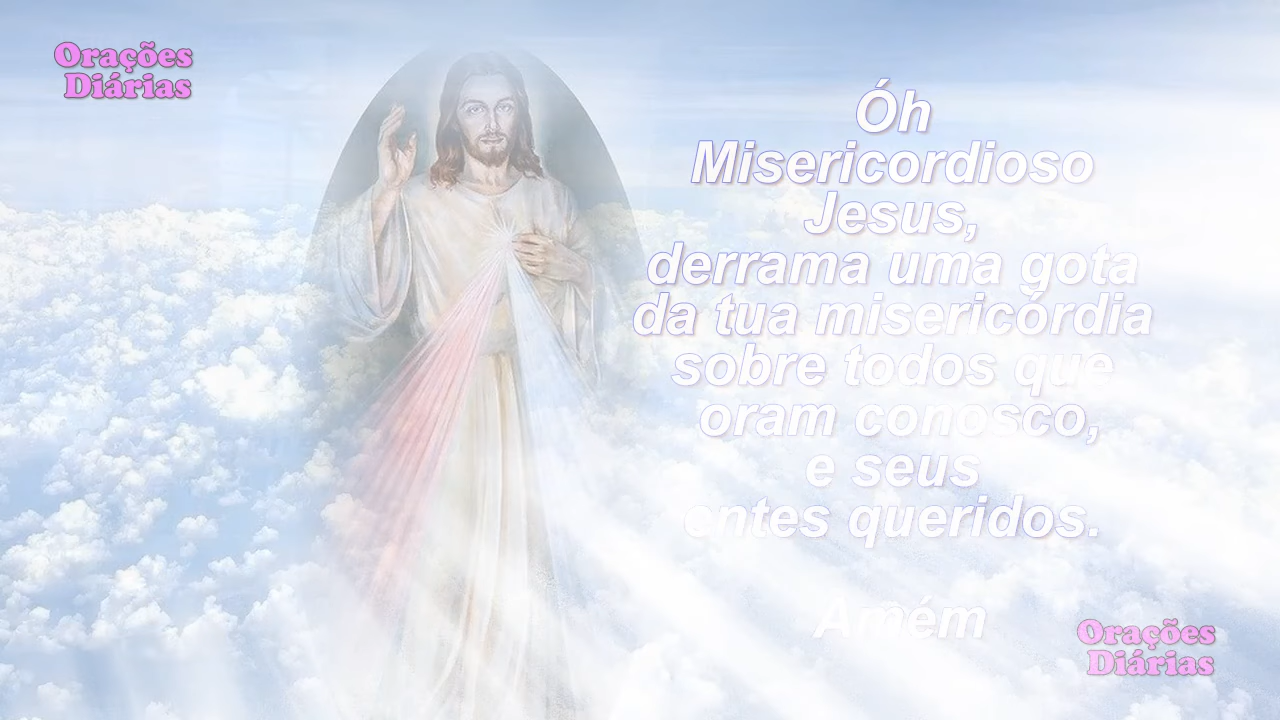 Orações
Diárias
Óh
Misericordioso
Jesus,
derrama uma gota
da tua misericórdia
sobre todos que
oram conosco,
e seus
entes queridos.
Amém
Orações
Diárias